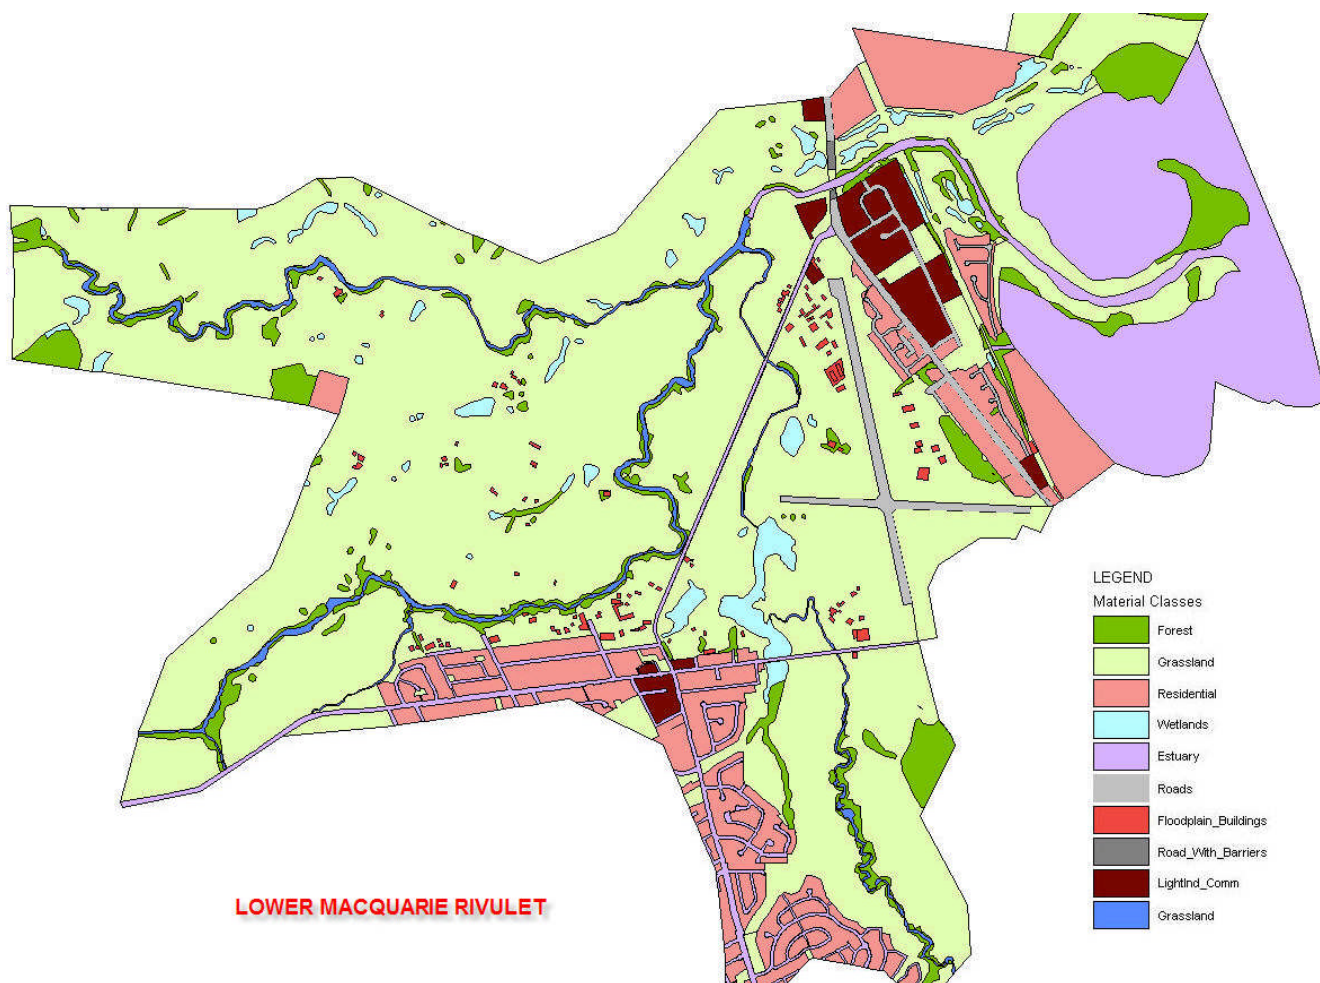 LEGEND
Material Classes
Forest
Grassland
Residential
Wetlands
Estuary
Roads
Floodplain_Buildings
Road_With_Barriers
LightInd_Comm
Grassland
LOWER MACQUARIE RIVULET